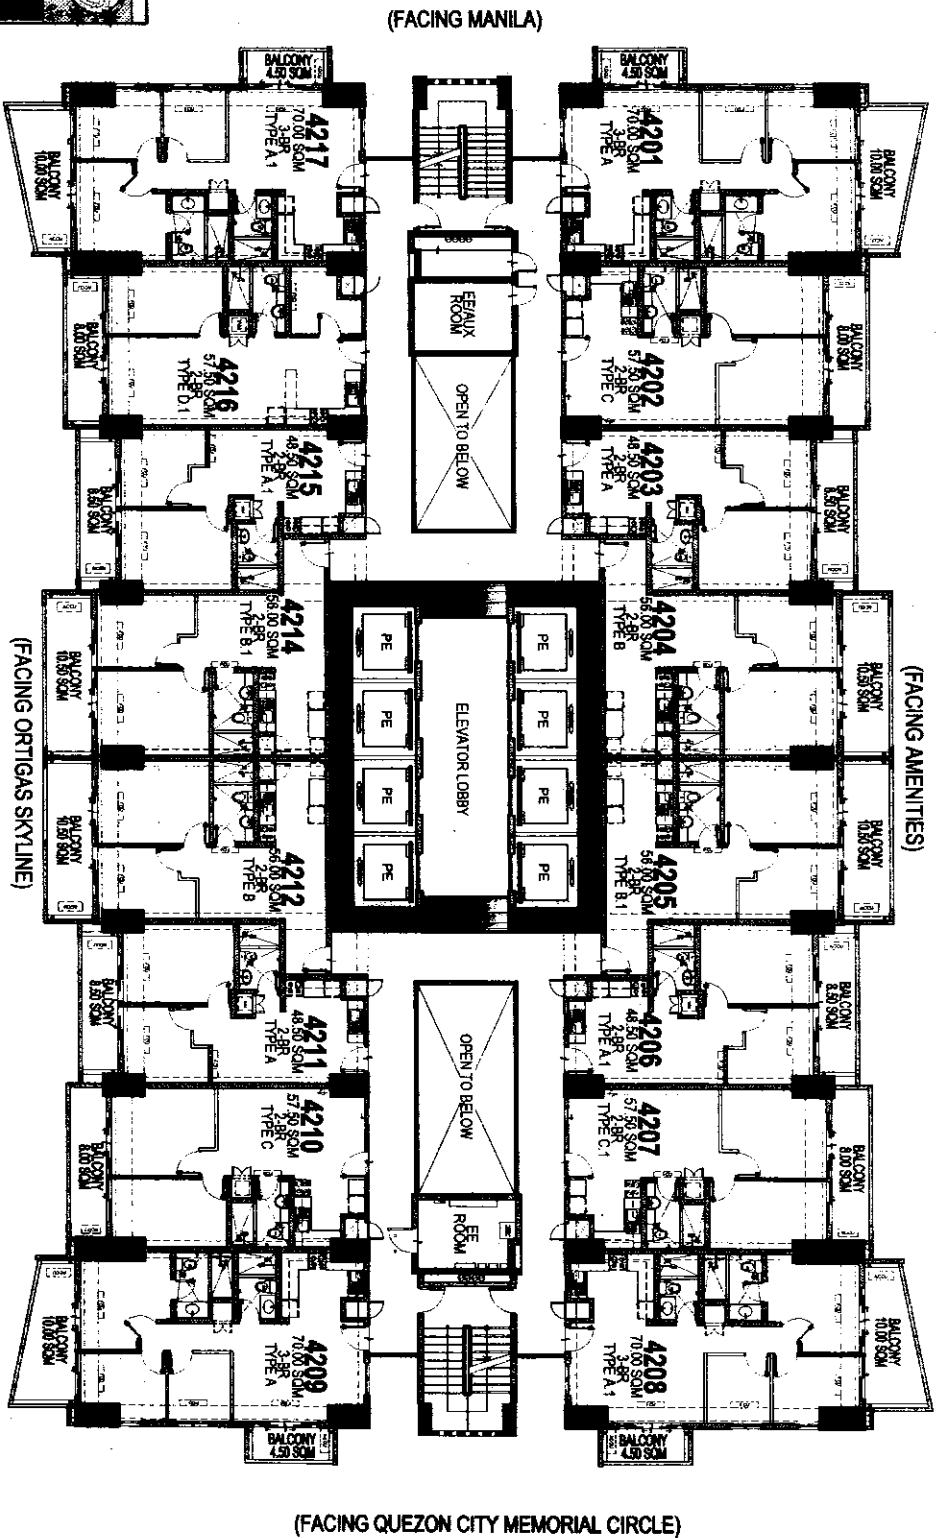 (FACING MANILA)
BALCONY
4.50 SQM
BALCONY
4.50 SQM
BALCONY
10.00 SQM
4217
70.00 SQM
3-BR
TYPE A.1
4201
70.00 SQM
3-BR
TYPE A
BALCONY
10.00 SQM
BALCONY
8.00 SQM
4216
57.50 SQM
2-BR
TYPE D.1
EE/AUX
ROOM
4202
57.50 SQM
2-BR
TYPE C
BALCONY
8.00 SQM
OPEN TO BELOW
BALCONY
8.50 SQM
4215
48.50 SQM
2-BR
TYPE A.1
4203
48.50 SQM
2-BR
TYPE A
BALCONY
8.50 SQM
BALCONY
10.50 SQM
4214
56.00 SQM
2-BR
TYPE B.1
4204
56.00 SQM
2-BR
TYPE B
BALCONY
10.50 SQM
PE
PE
PE
PE
ELEVATOR LOBBY
PE
PE
PE
PE
(FACING ORTIGAS SKYLINE)
(FACING AMENITIES)
BALCONY
10.50 SQM
4212
56.00 SQM
2-BR
TYPE B
4205
56.00 SQM
2-BR
TYPE B.1
BALCONY
10.50 SQM
BALCONY
8.50 SQM
4211
48.50 SQM
2-BR
TYPE A
4206
48.50 SQM
2-BR
TYPE A.1
BALCONY
8.50 SQM
OPEN TO BELOW
BALCONY
8.00 SQM
4210
57.50 SQM
2-BR
TYPE C
4207
57.50 SQM
2-BR
TYPE C.1
BALCONY
8.00 SQM
EE
ROOM
BALCONY
10.00 SQM
4209
70.00 SQM
3-BR
TYPE A
4208
70.00 SQM
3-BR
TYPE A.1
BALCONY
10.00 SQM
BALCONY
4.50 SQM
BALCONY
4.50 SQM
(FACING QUEZON CITY MEMORIAL CIRCLE)